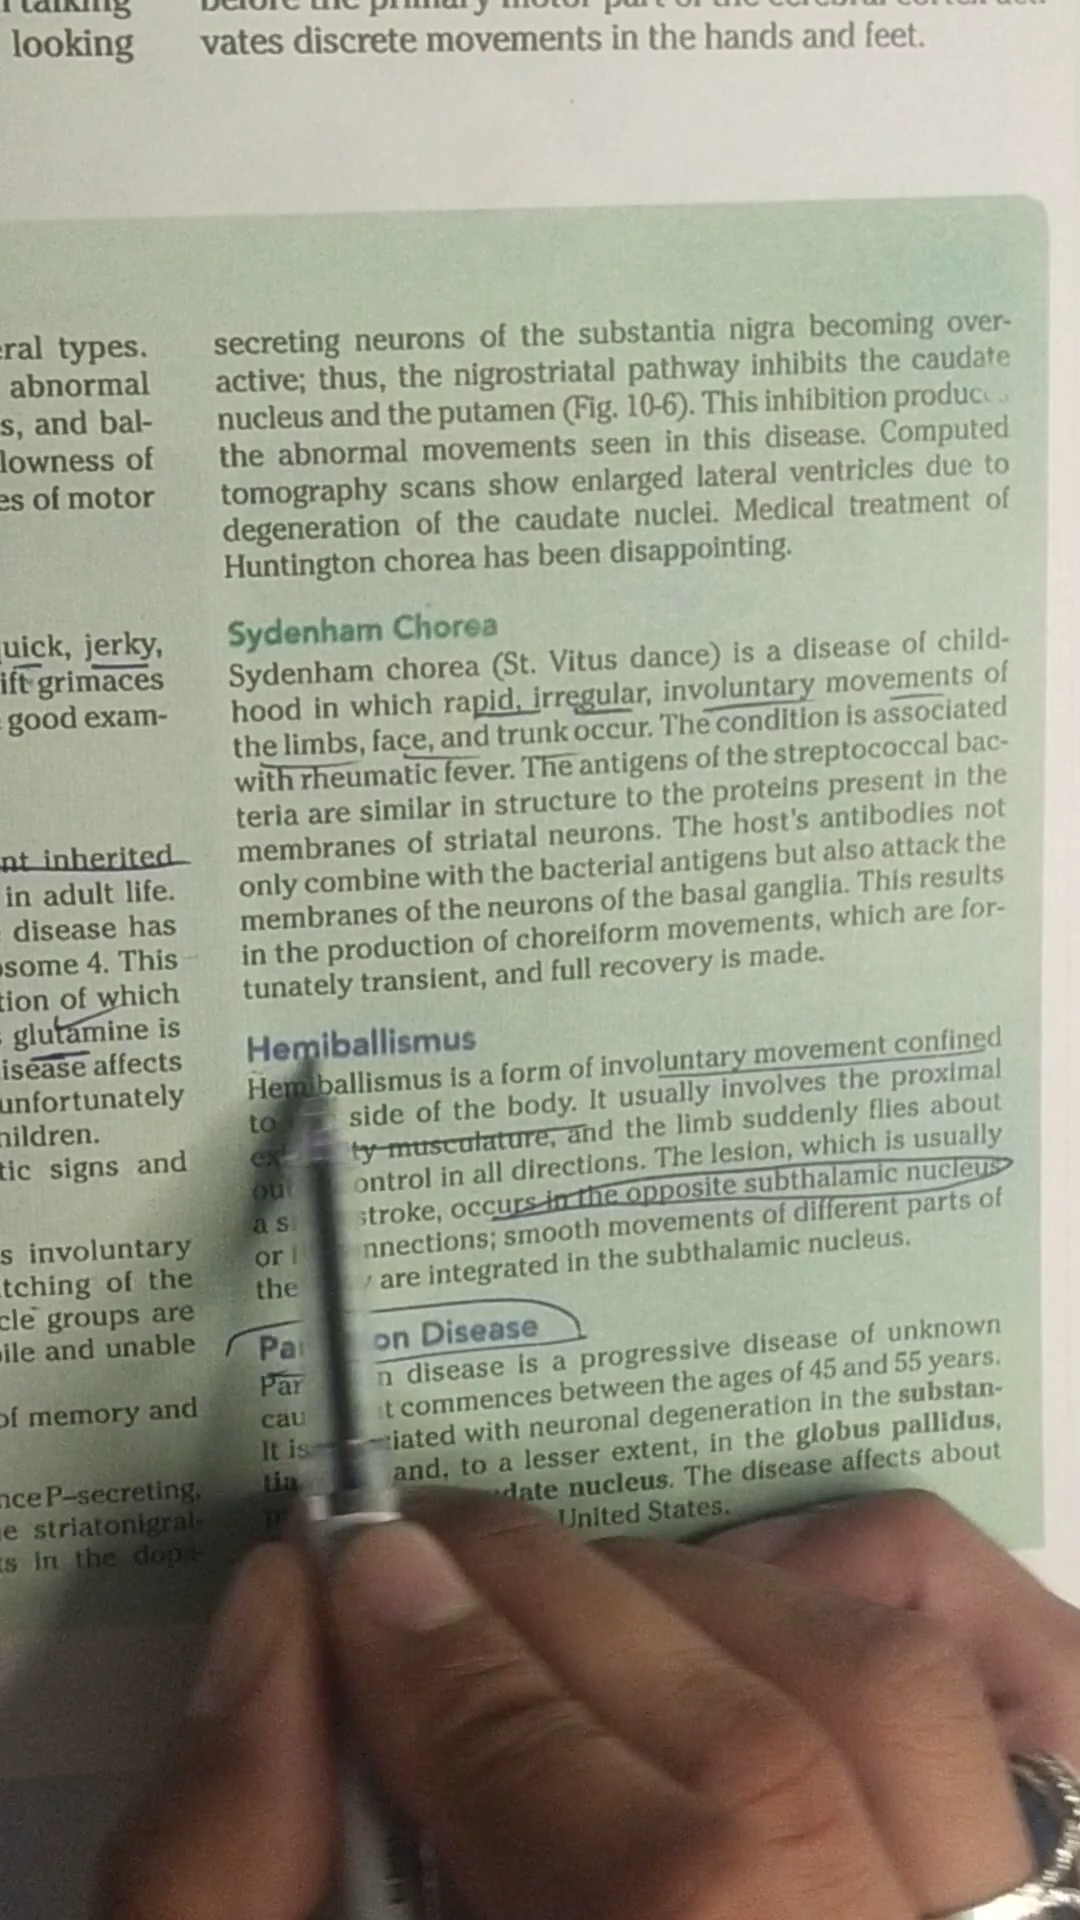 talking
looking
eral types.
abnormal
s, and bal-
lowness of
es of motor
uick, jerky,
ift grimaces
good exam-
nt inherited
in adult life.
disease has
osome 4. This
tion of which
glutamine is
isease affects
unfortunately
hildren.
tic signs and
s involuntary
tching of the
cle groups are
bile and unable
of memory and
nce P–secreting,
e striatonigral-
ts in the dopa-
before the primary motor part of the cerebral cortex acti-
vates discrete movements in the hands and feet.
secreting neurons of the substantia nigra becoming over-
active; thus, the nigrostriatal pathway inhibits the caudate
nucleus and the putamen (Fig. 10-6). This inhibition produc
the abnormal movements seen in this disease. Computed
tomography scans show enlarged lateral ventricles due to
degeneration of the caudate nuclei. Medical treatment of
Huntington chorea has been disappointing.
Sydenham Chorea
Sydenham chorea (St. Vitus dance) is a disease of child-
hood in which rapid, irregular, involuntary movements of
the limbs, face, and trunk occur. The condition is associated
with rheumatic fever. The antigens of the streptococcal bac-
teria are similar in structure to the proteins present in the
membranes of striatal neurons. The host's antibodies not
only combine with the bacterial antigens but also attack the
membranes of the neurons of the basal ganglia. This results
in the production of choreiform movements, which are for-
tunately transient, and full recovery is made.
Hemiballismus
Hemiballismus is a form of involuntary movement confined
to side of the body. It usually involves the proximal
ex ty musculature, and the limb suddenly flies about
ou ontrol in all directions. The lesion, which is usually
a s stroke, occurs in the opposite subthalamic nucleus
or i nnections; smooth movements of different parts of
the y are integrated in the subthalamic nucleus.
Pa on Disease
Par n disease is a progressive disease of unknown
cau t commences between the ages of 45 and 55 years.
It is iated with neuronal degeneration in the substan-
tia and, to a lesser extent, in the globus pallidus,
p date nucleus. The disease affects about
United States.